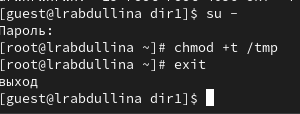 [guest@lrabdullina dir1]$ su -
Пароль:
[root@lrabdullina ~]# chmod +t /tmp
[root@lrabdullina ~]# exit
выход
[guest@lrabdullina dir1]$